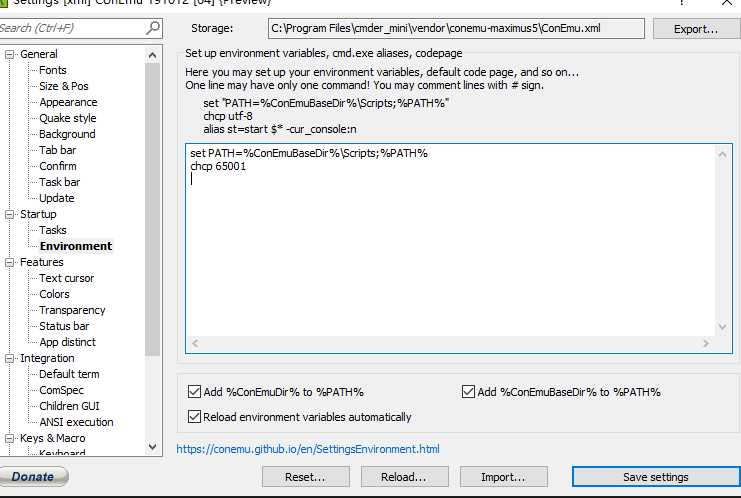 Settings [xml] ConEmu 191012 [64] {Preview}
Search (Ctrl+F)
Storage:
C:\Program Files\cmder_mini\vendor\conemu-maximus5\ConEmu.xml
Export...
General
Fonts
Size & Pos
Appearance
Quake style
Background
Tab bar
Confirm
Task bar
Update
Startup
Tasks
Environment
Features
Text cursor
Colors
Transparency
Status bar
App distinct
Integration
Default term
ComSpec
Children GUI
ANSI execution
Keys & Macro
Keyboard
Set up environment variables, cmd.exe aliases, codepage
Here you may set up your environment variables, default code page, and so on...
One line may have only one command! You may comment lines with # sign.
set "PATH=%ConEmuBaseDir%\Scripts;%PATH%"
chcp utf-8
alias st=start $* -cur_console:n
set PATH=%ConEmuBaseDir%\Scripts;%PATH%
chcp 65001
Add %ConEmuDir% to %PATH%
Add %ConEmuBaseDir% to %PATH%
Reload environment variables automatically
https://conemu.github.io/en/SettingsEnvironment.html
Donate
Reset...
Reload...
Import...
Save settings